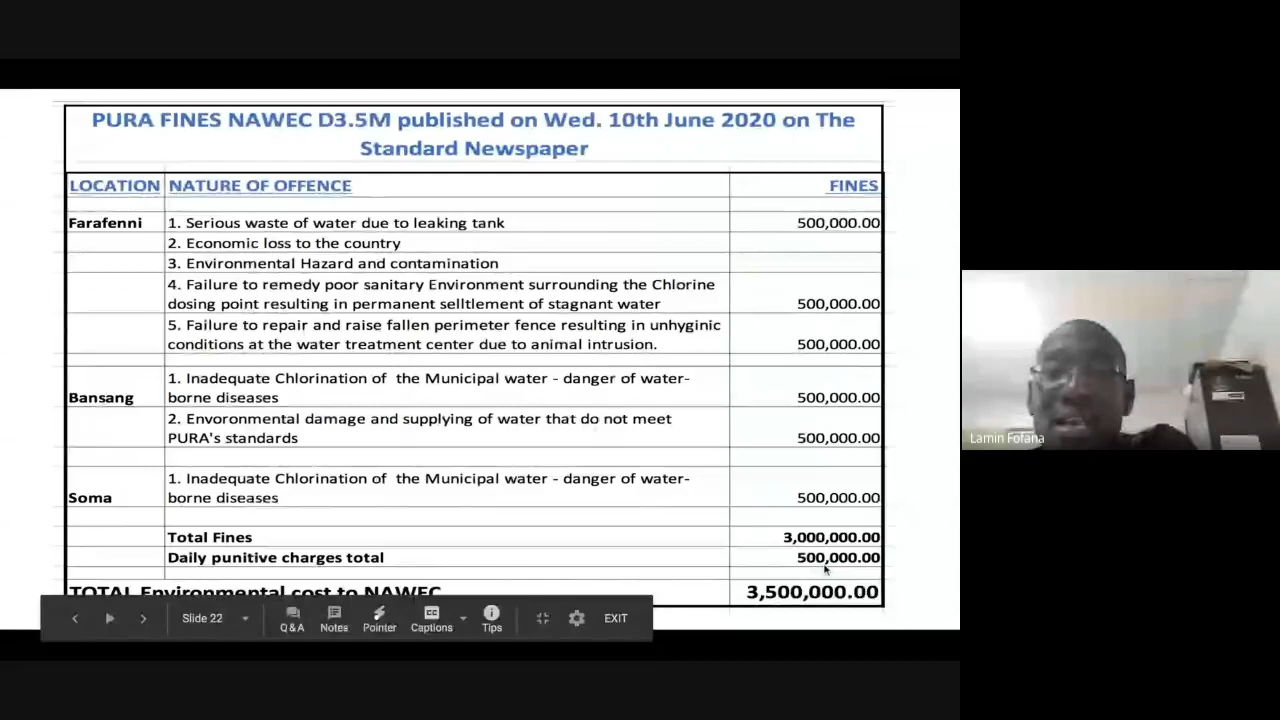 PURA FINES NAWEC D3.5M published on Wed. 10th June 2020 on The
Standard Newspaper
LOCATION NATURE OF OFFENCE FINES
Farafenni 1. Serious waste of water due to leaking tank 500,000.00
2. Economic loss to the country
3. Environmental Hazard and contamination
4. Failure to remedy poor sanitary Environment surrounding the Chlorine
dosing point resulting in permanent selltlement of stagnant water 500,000.00
5. Failure to repair and raise fallen perimeter fence resulting in unhyginic
conditions at the water treatment center due to animal intrusion. 500,000.00
1. Inadequate Chlorination of the Municipal water - danger of water-
Bansang borne diseases 500,000.00
2. Envoronmental damage and supplying of water that do not meet
PURA's standards 500,000.00
1. Inadequate Chlorination of the Municipal water - danger of water-
Soma borne diseases 500,000.00
Total Fines 3,000,000.00
Daily punitive charges total 500,000.00
TOTAL Environmental cost to NAWEC 3,500,000.00
Slide 22 Q&A Notes Pointer CC Captions Tips EXIT
Lamin Fofana